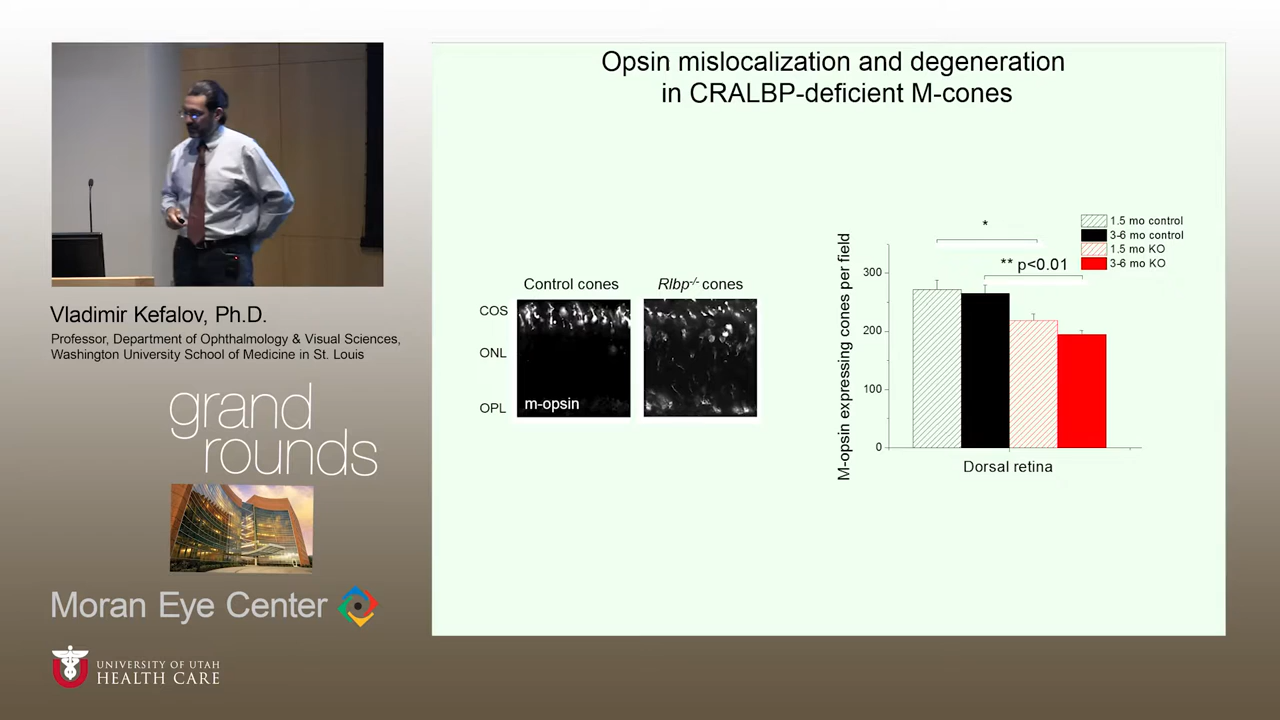 Opsin mislocalization and degeneration
in CRALBP-deficient M-cones
Control cones
Rlbp-/- cones
COS
ONL
OPL
m-opsin
M-opsin expressing cones per field
300
200
100
0
*
** p<0.01
1.5 mo control
3-6 mo control
1.5 mo KO
3-6 mo KO
Dorsal retina
Vladimir Kefalov, Ph.D.
Professor, Department of Ophthalmology & Visual Sciences,
Washington University School of Medicine in St. Louis
grand
rounds
Moran Eye Center
UNIVERSITY OF UTAH
HEALTH CARE